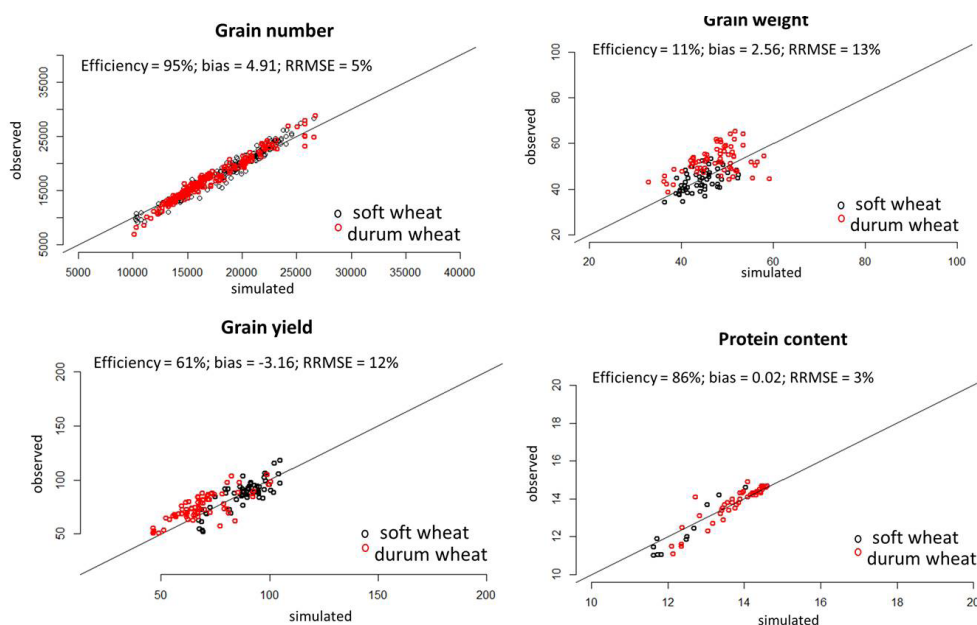 Grain number
Efficiency = 95%; bias = 4.91; RRMSE = 5%
observed
5000
15000
25000
35000
soft wheat
durum wheat
5000 10000 15000 20000 25000 30000 35000 40000
simulated
Grain weight
Efficiency = 11%; bias = 2.56; RRMSE = 13%
observed
20
40
60
80
100
soft wheat
durum wheat
20 40 60 80 100
simulated
Grain yield
Efficiency = 61%; bias = -3.16; RRMSE = 12%
observed
50
100
150
200
soft wheat
durum wheat
50 100 200
simulated
Protein content
Efficiency = 86%; bias = 0.02; RRMSE = 3%
observed
10
12
14
16
18
20
soft wheat
durum wheat
10 12 14 16 18 20
simulated